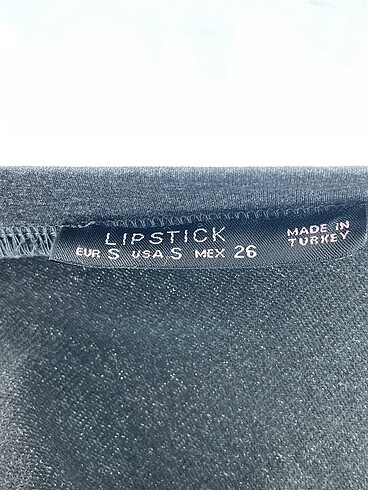 LIPSTICK
EUR S USA S MEX 26
MADE IN
TURKEY